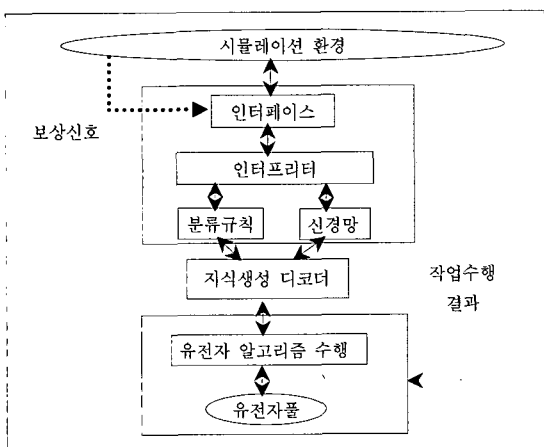 시뮬레이션 환경
인터페이스
보상신호
인터프리터
분류규칙
신경망
지식생성 디코더
작업수행
결과
유전자 알고리즘 수행
유전자풀